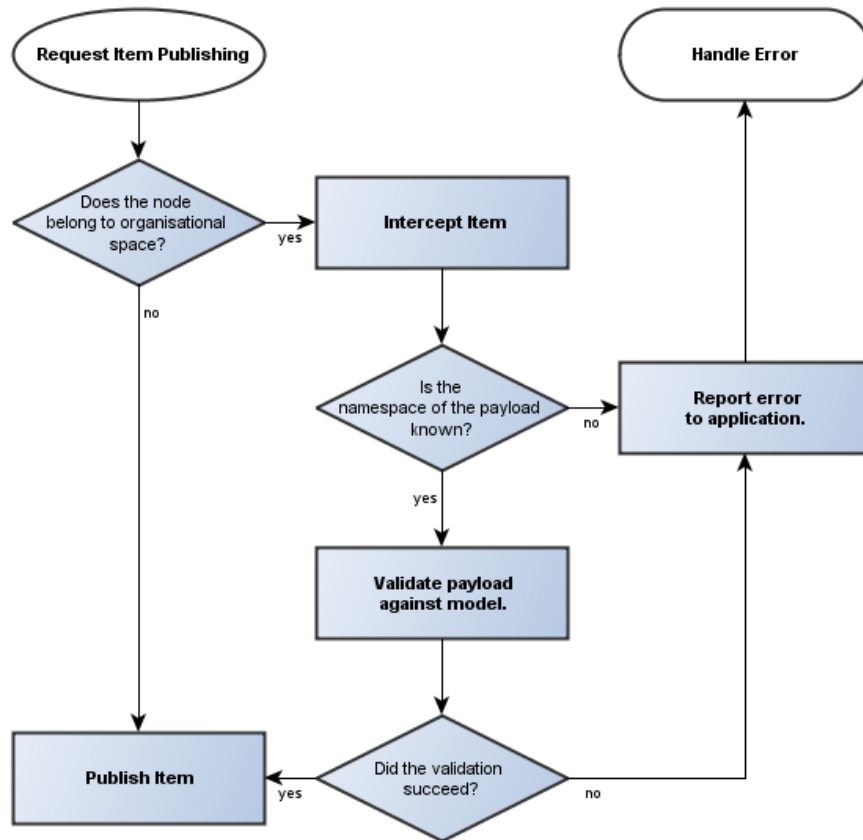 Request Item Publishing
Handle Error
Does the node
belong to organisational
space?
yes
Intercept Item
no
Is the
namespace of the payload
known?
no
Report error
to application.
yes
Validate payload
against model.
Publish Item
yes
Did the validation
succeed?
no